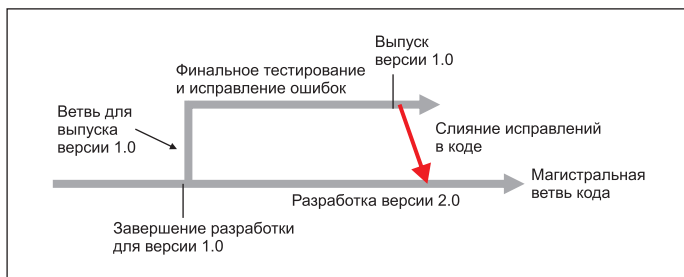 Выпуск
версии 1.0
Финальное тестирование
и исправление ошибок
Ветвь для
выпуска
версии 1.0
Слияние исправлений
в коде
Магистральная
ветвь кода
Разработка версии 2.0
Завершение разработки
для версии 1.0